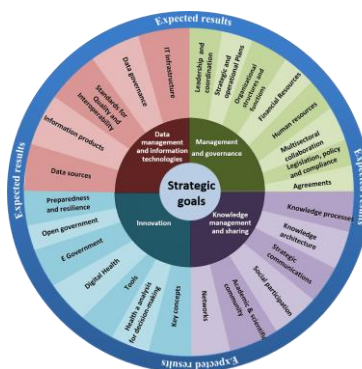 Expected results
Expected results
Expected results
Expected results
Strategic
goals
Data
management and information
technologies
IT infrastructure
Data governance
Standards for
Quality and
Interoperability
Information products
Data sources
Management
and governance
Leadership and
coordination
Strategic and
operational Plans
Organizational
structures and
functions
Financial Resources
Human resources
Multisectoral
collaboration
Legislation, policy
and compliance
Agreements
Knowledge
management
and sharing
Knowledge processes
Knowledge
architecture
Strategic
communications
Social participation
Academic & scientific
community
Networks
Innovation
Key concepts
Health a analysis
for decision-making
Tools
Digital Health
E Government
Open government
Preparedness
and resilience